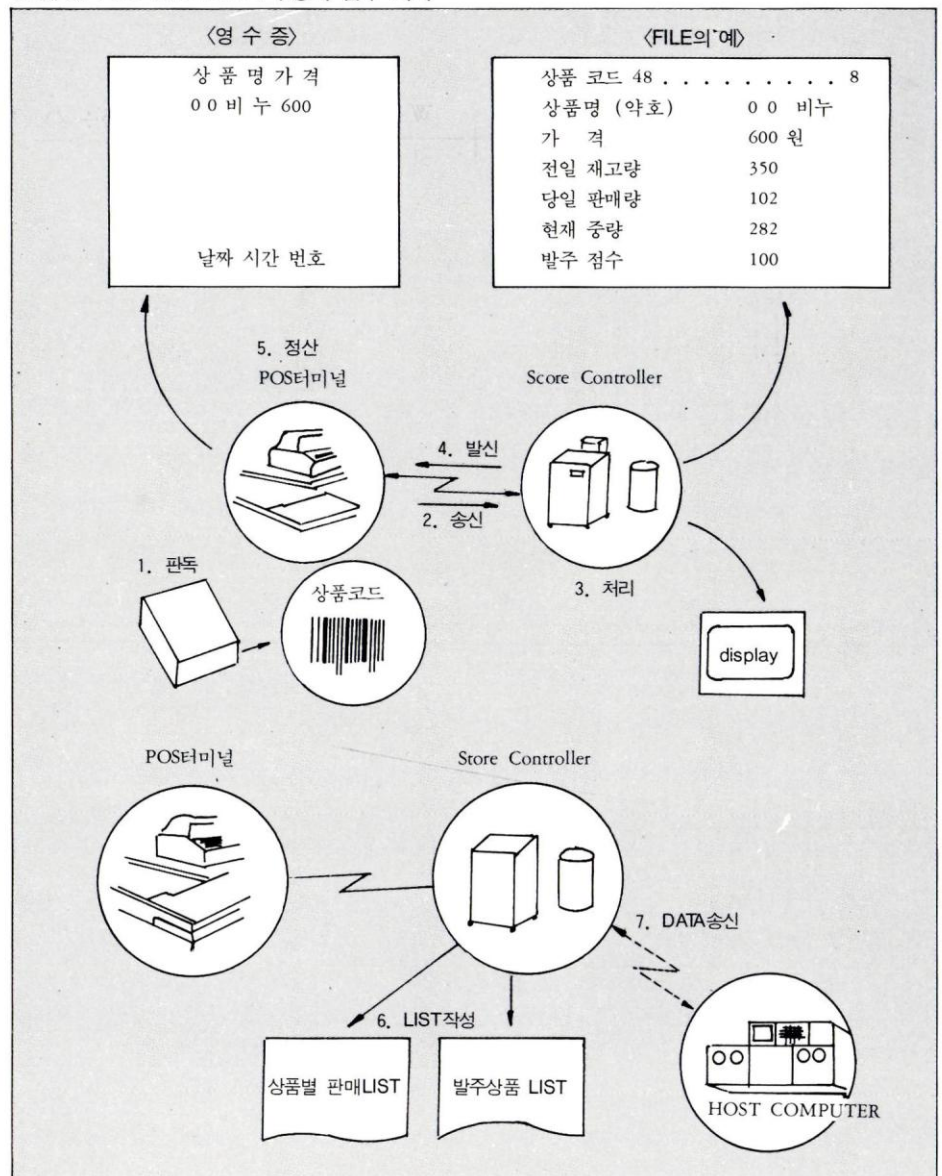 〈영 수 증〉
상 품 명 가 격
0 0 비 누 600
날짜 시간 번호
〈FILE의 예〉
상품 코드 48 . . . . . . . . . 8
상품명 (약호) 0 0 비누
가 격 600 원
전일 재고량 350
당일 판매량 102
현재 중량 282
발주 점수 100
5. 정산
POS터미널
Score Controller
4. 발신
2. 송신
1. 판독
상품코드
3. 처리
display
POS터미널
Store Controller
7. DATA송신
6. LIST작성
상품별 판매LIST
발주상품 LIST
HOST COMPUTER